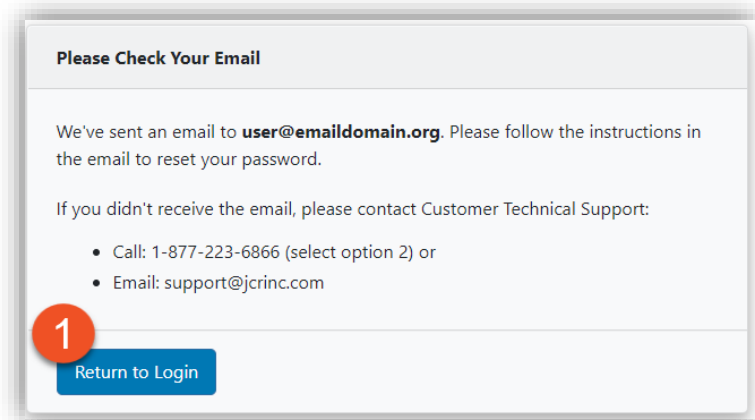 Please Check Your Email
We've sent an email to user@emaildomain.org. Please follow the instructions in
the email to reset your password.
If you didn't receive the email, please contact Customer Technical Support:
• Call: 1-877-223-6866 (select option 2) or
• Email: support@jcrinc.com
1
Return to Login